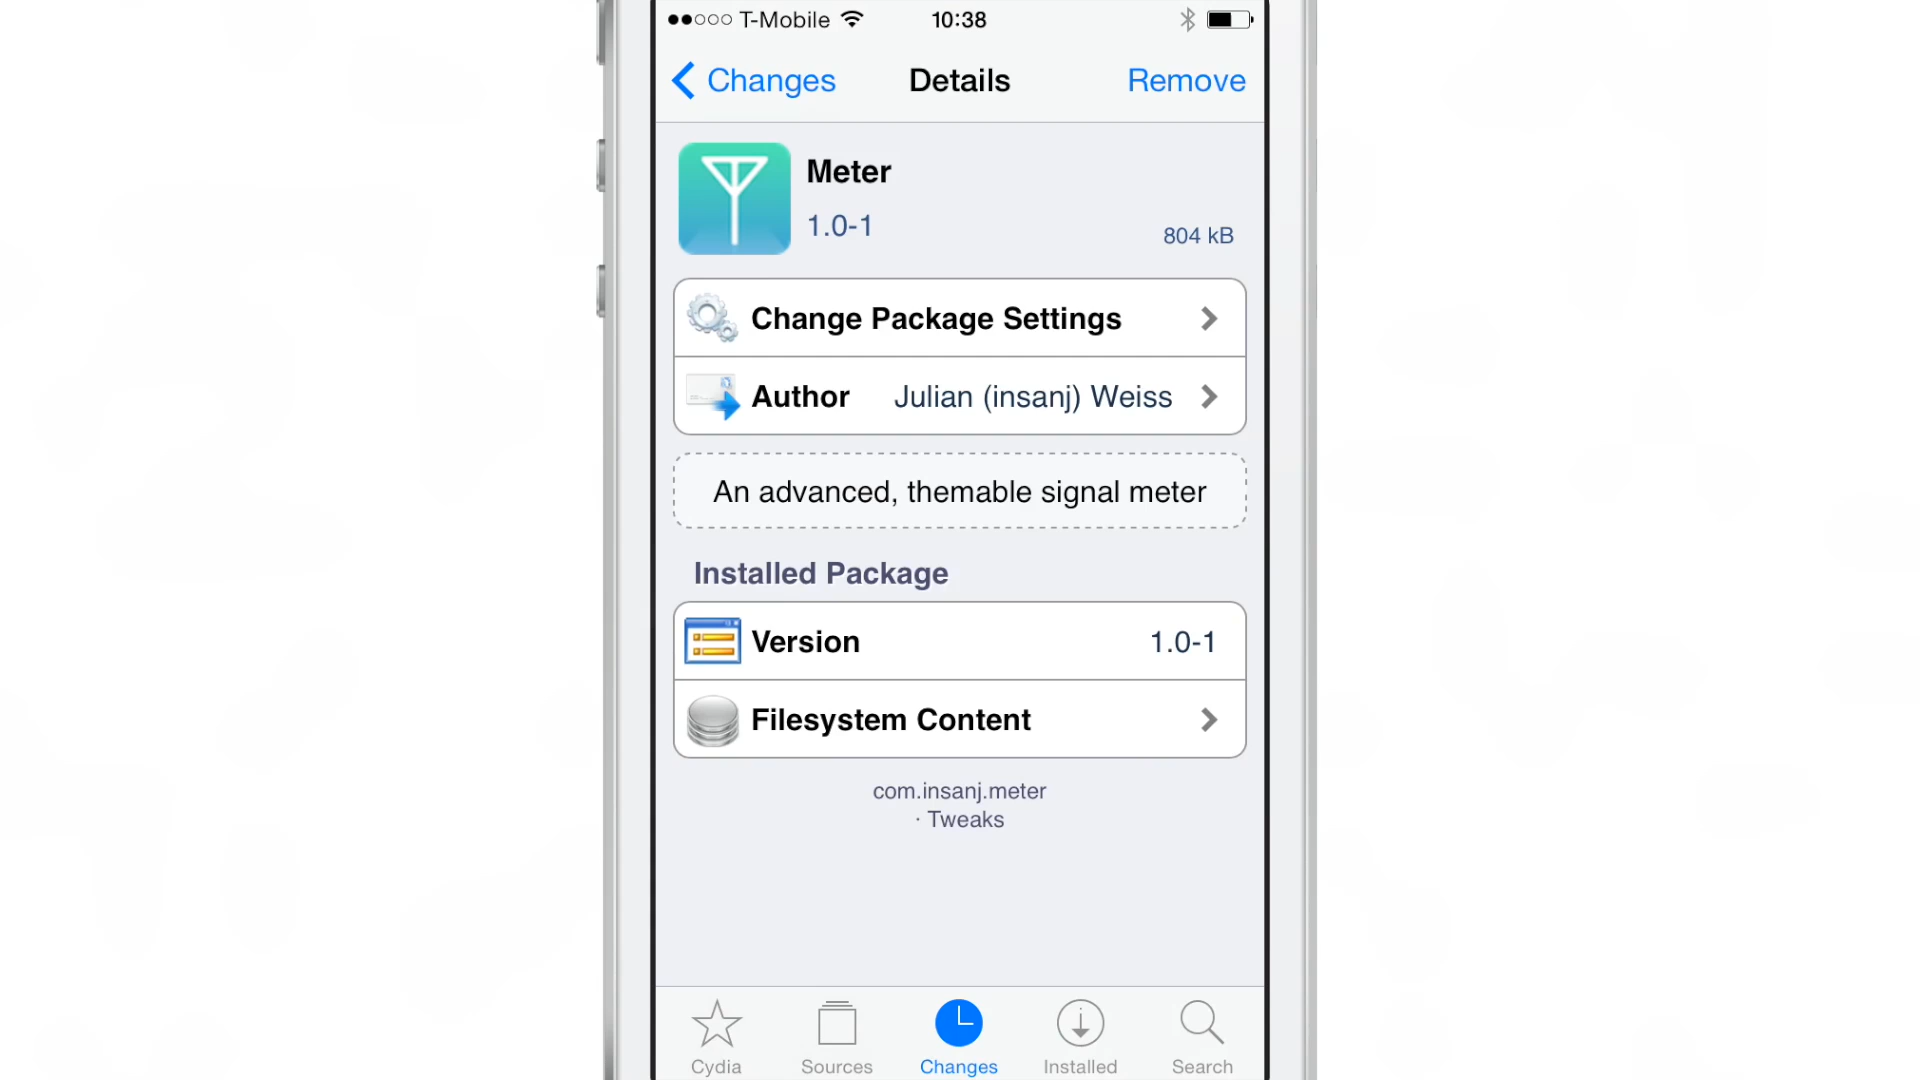 T-Mobile 10:38
Changes Details Remove
Meter
1.0-1
804 kB
Change Package Settings
Author Julian (insanj) Weiss
An advanced, themable signal meter
Installed Package
Version 1.0-1
Filesystem Content
com.insanj.meter
· Tweaks
Cydia Sources Changes Installed Search